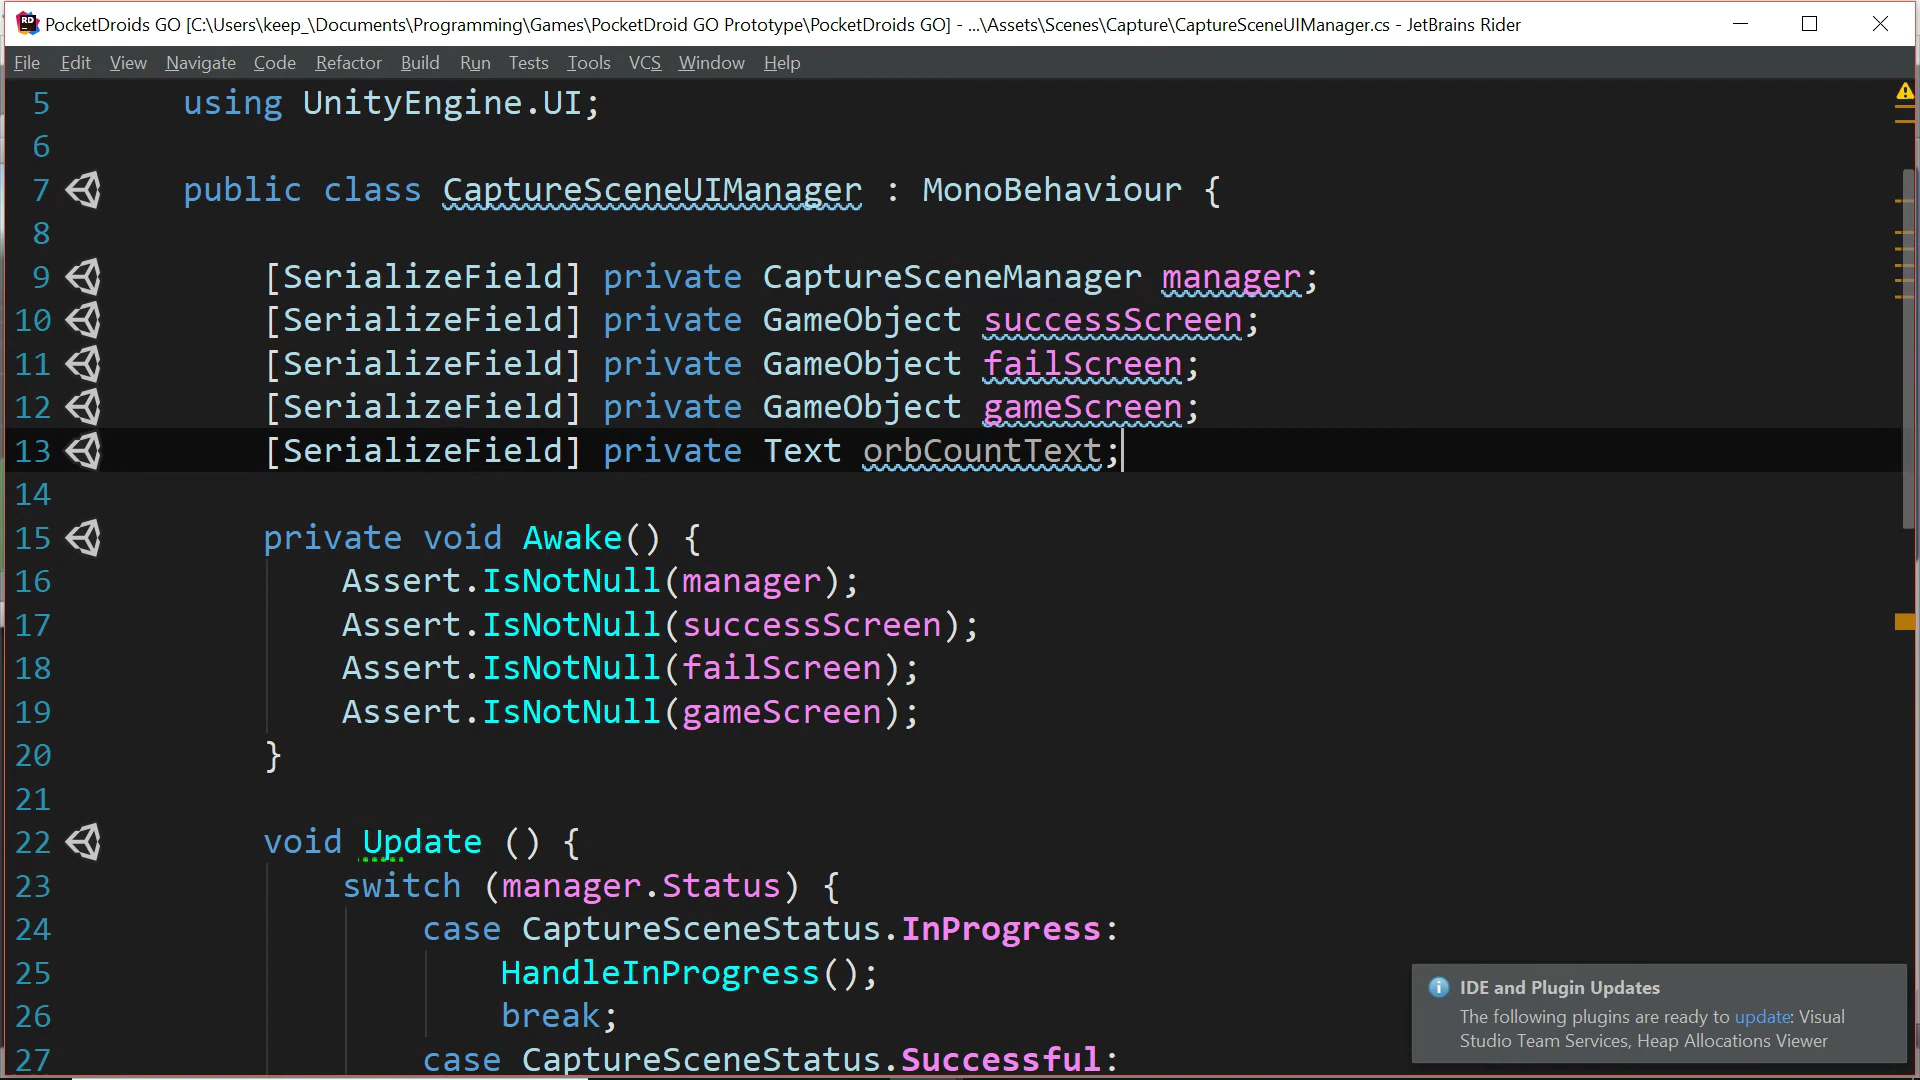 PocketDroids GO [C:\Users\keep_\Documents\Programming\Games\PocketDroid GO Prototype\PocketDroids GO] - ...\Assets\Scenes\Capture\CaptureSceneUIManager.cs - JetBrains Rider
File Edit View Navigate Code Refactor Build Run Tests Tools VCS Window Help
5 using UnityEngine.UI;
6
7 public class CaptureSceneUIManager : MonoBehaviour {
8
9 [SerializeField] private CaptureSceneManager manager;
10 [SerializeField] private GameObject successScreen;
11 [SerializeField] private GameObject failScreen;
12 [SerializeField] private GameObject gameScreen;
13 [SerializeField] private Text orbCountText;
14
15 private void Awake() {
16 Assert.IsNotNull(manager);
17 Assert.IsNotNull(successScreen);
18 Assert.IsNotNull(failScreen);
19 Assert.IsNotNull(gameScreen);
20 }
21
22 void Update () {
23 switch (manager.Status) {
24 case CaptureSceneStatus.InProgress:
25 HandleInProgress();
26 break;
27 case CaptureSceneStatus.Successful:
IDE and Plugin Updates
The following plugins are ready to update: Visual
Studio Team Services, Heap Allocations Viewer